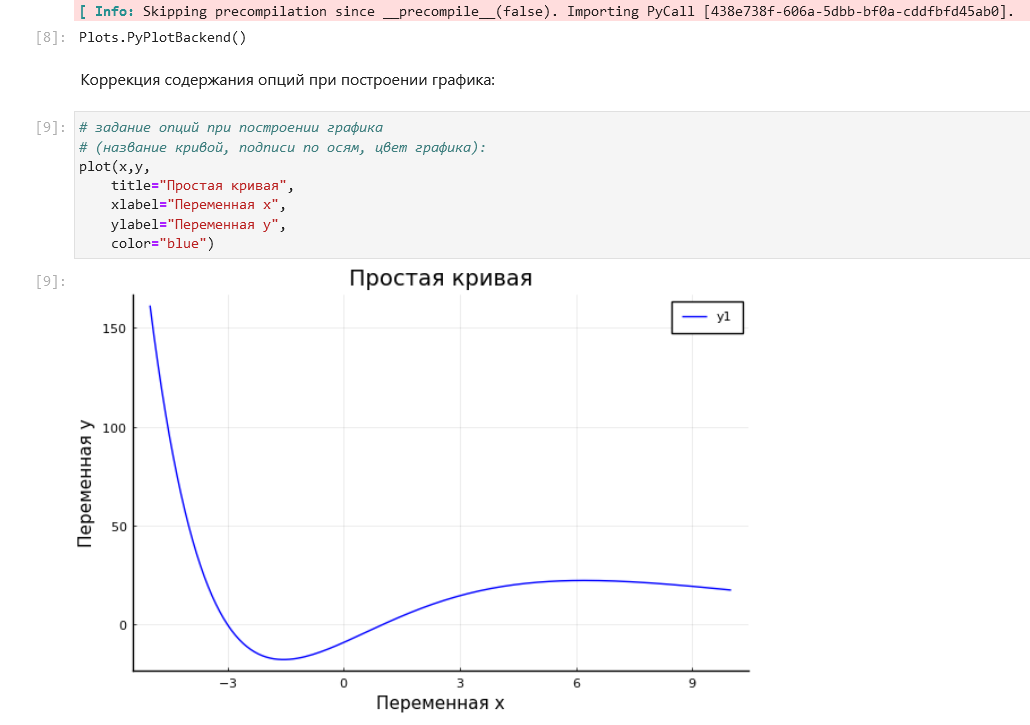 [ Info: Skipping precompilation since __precompile__(false). Importing PyCall [438e738f-606a-5dbb-bf0a-cddfbfd45ab0].
[8]: Plots.PyPlotBackend()
Коррекция содержания опций при построении графика:
[9]: # задание опций при построении графика
# (название кривой, подписи по осям, цвет графика):
plot(x,y,
    title="Простая кривая",
    xlabel="Переменная x",
    ylabel="Переменная y",
    color="blue")
[9]:
Простая кривая
y1
150
100
50
0
Переменная y
−3 0 3 6 9
Переменная x